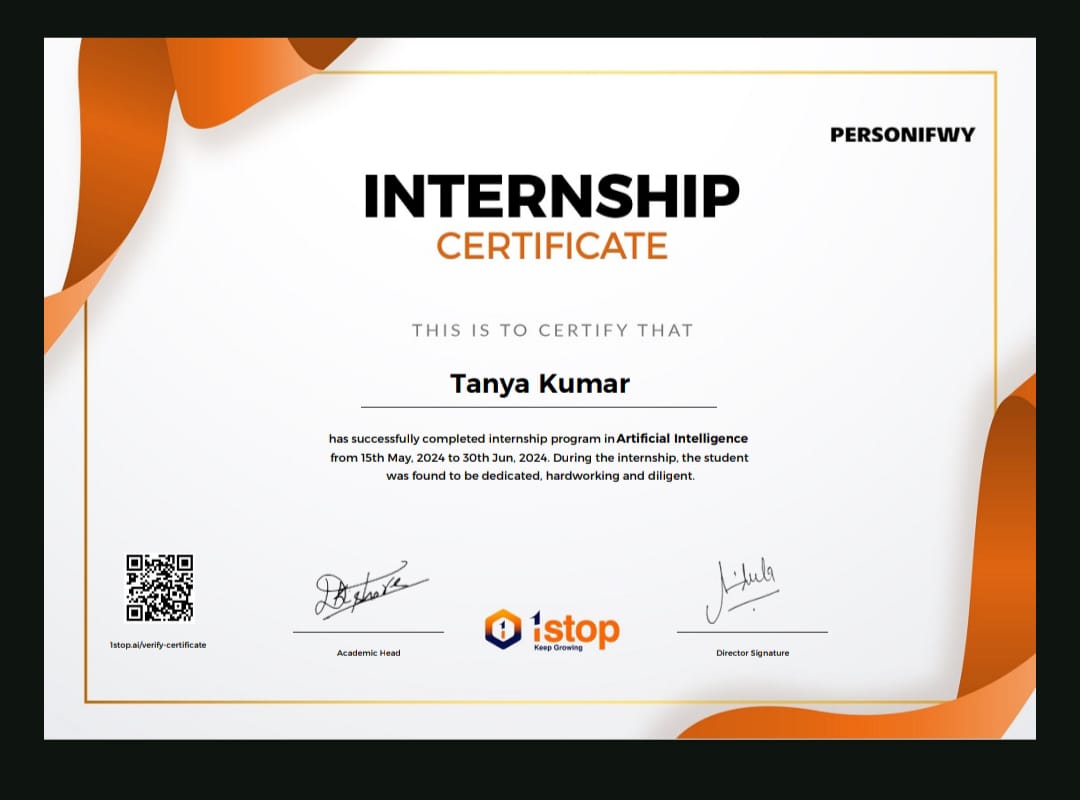 PERSONIFWY
INTERNSHIP
CERTIFICATE
THIS IS TO CERTIFY THAT
Tanya Kumar
has successfully completed internship program in Artificial Intelligence
from 15th May, 2024 to 30th Jun, 2024. During the internship, the student
was found to be dedicated, hardworking and diligent.
1stop.ai/verify-certificate
Academic Head
1stop
Keep Growing
Director Signature